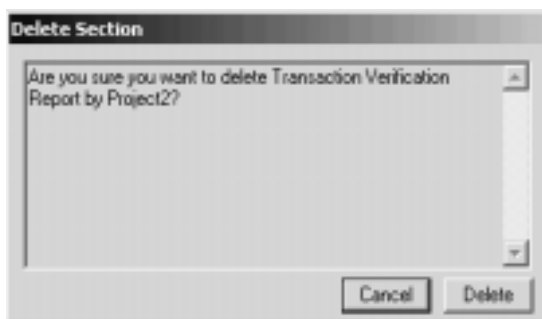 Delete Section
Are you sure you want to delete Transaction Verification
Report by Project2?
Cancel
Delete